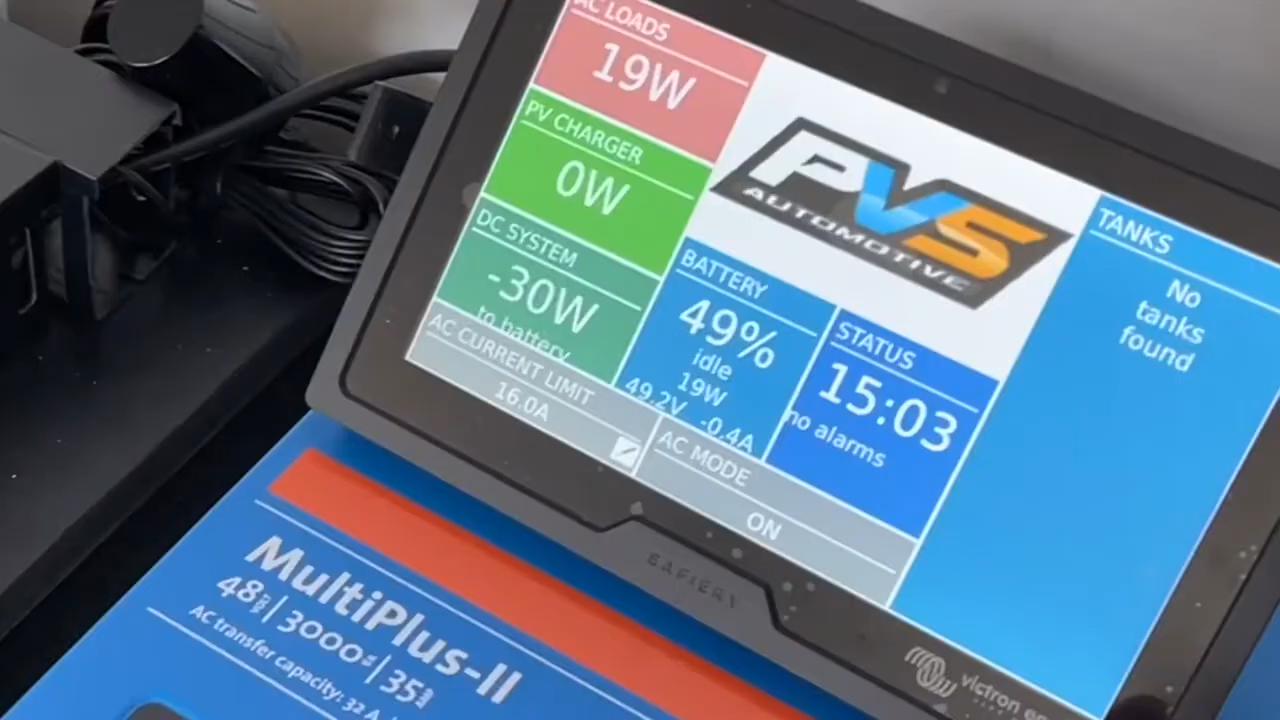 AC LOADS
19W
PV CHARGER
0W
DC SYSTEM
-30W
to battery
AC CURRENT LIMIT
16.0A
PVS
AUTOMOTIVE
BATTERY
49%
idle
19W
49.2V -0.4A
STATUS
15:03
no alarms
AC MODE
ON
TANKS
No
tanks
found
victron en
MultiPlus-II
48 | 3000 | 35
AC transfer capacity: 32 A